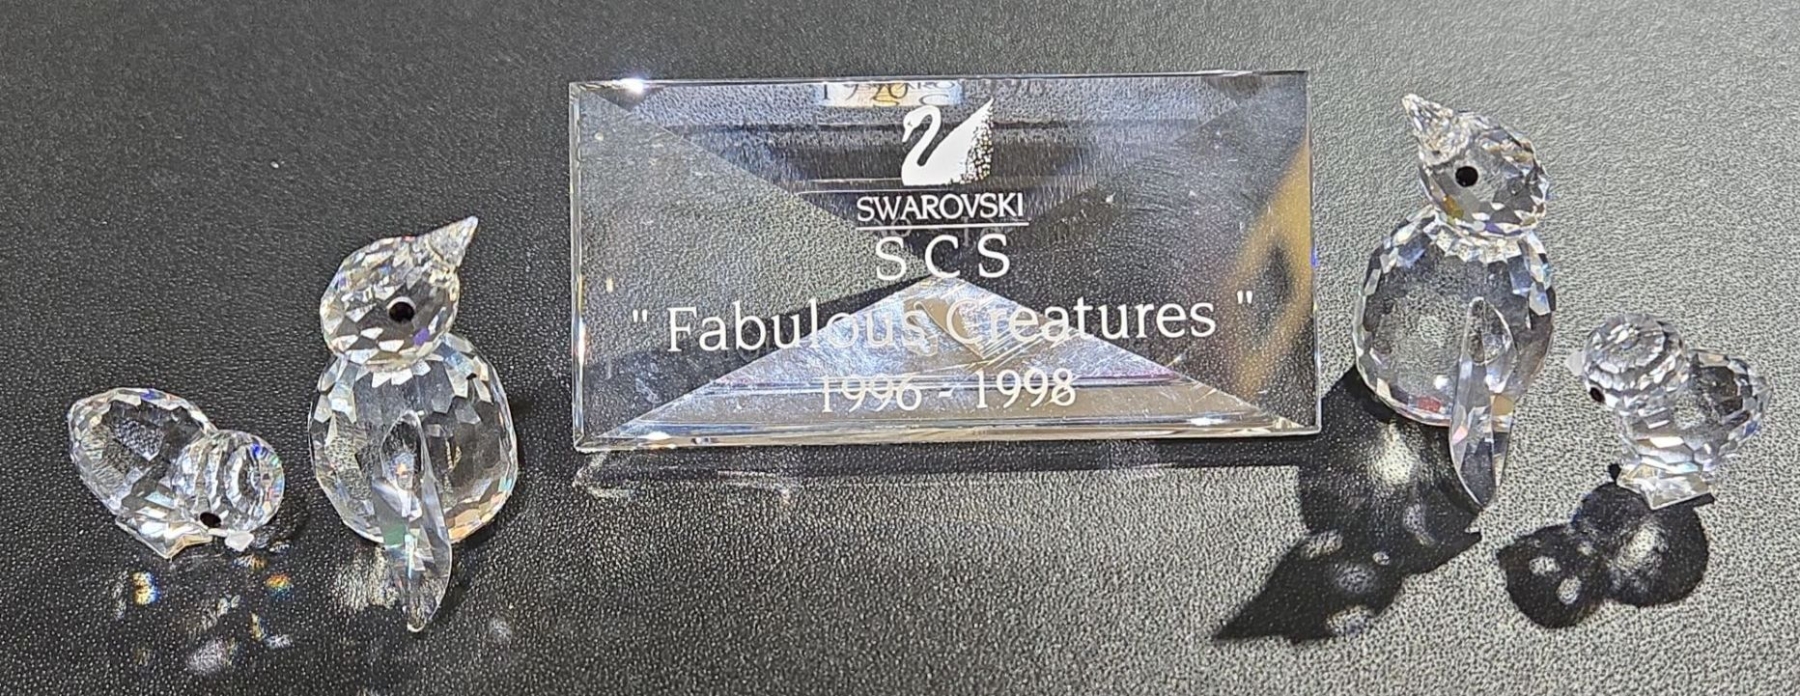 SWAROVSKI
SCS
" Fabulous Creatures "
1996 - 1998